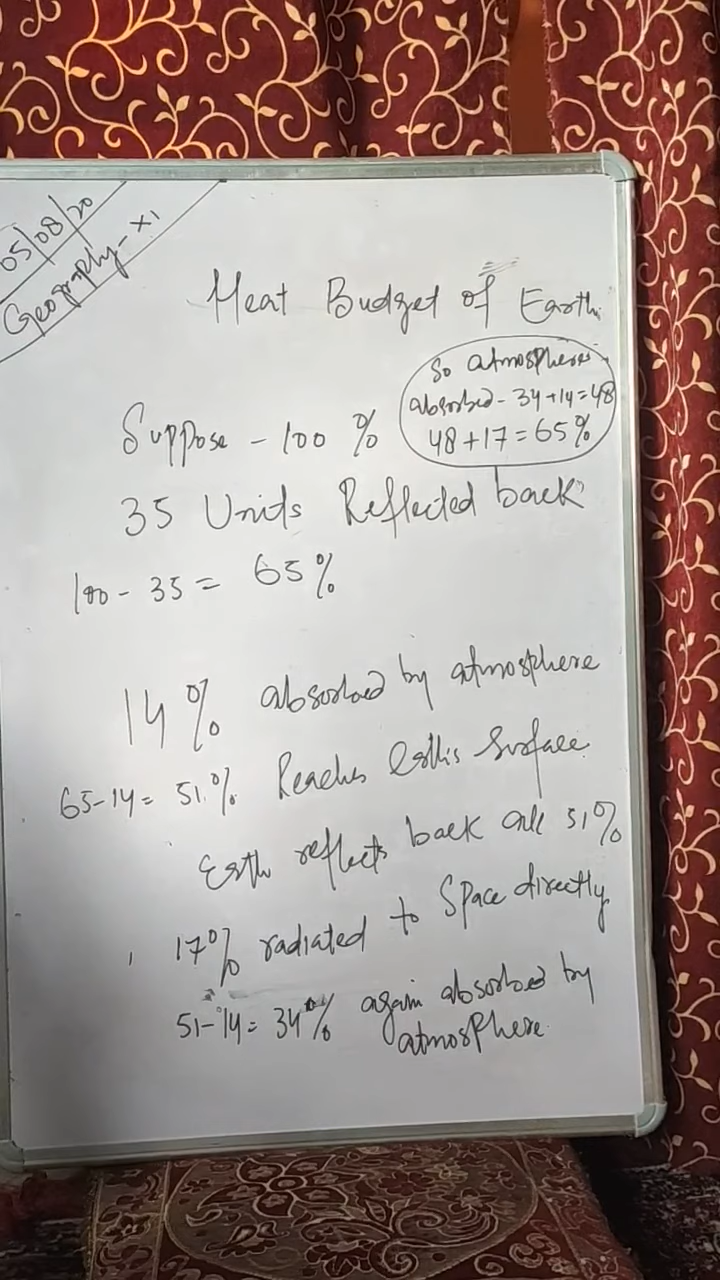 05/08/20
Geography - XI
Heat Budget of Earth.
So atmosphere
absorbed - 34+14=48
48+17=65%
Suppose - 100 %
35 Units Reflected back
100 - 35 = 65%
14% absorbed by atmosphere
65-14= 51% Reaches Earth's Surface.
Earth reflects back all 51%
17% radiated to Space directly
51-14= 34% again absorbed by
atmosphere.